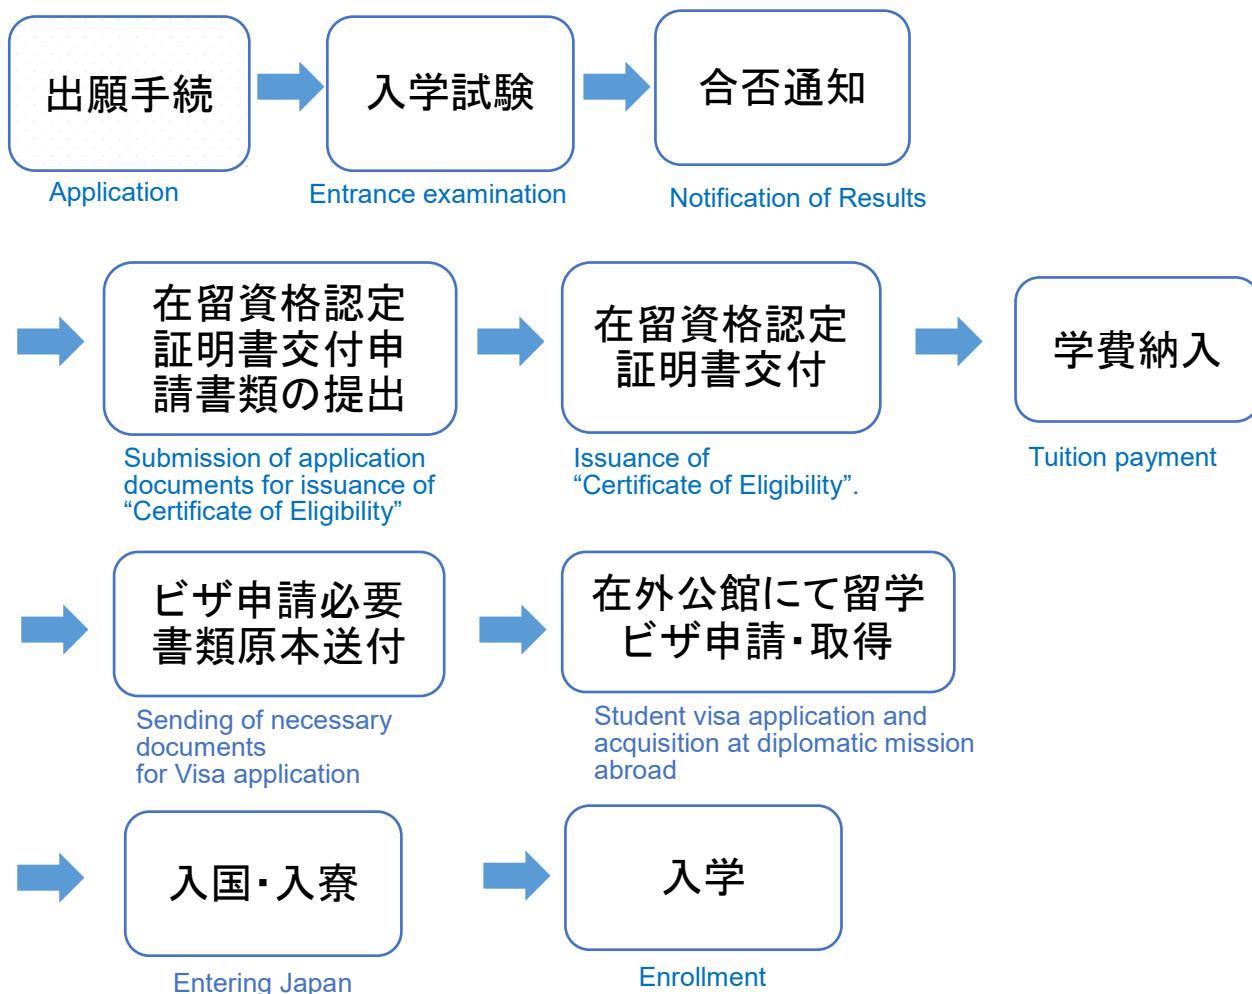 出願手続
入学試験
合否通知
Application
Entrance examination
Notification of Results
在留資格認定
証明書交付申
請書類の提出
在留資格認定
証明書交付
学費納入
Submission of application
documents for issuance of
“Certificate of Eligibility”
Issuance of
“Certificate of Eligibility”.
Tuition payment
ビザ申請必要
書類原本送付
在外公館にて留学
ビザ申請・取得
Sending of necessary
documents
for Visa application
Student visa application and
acquisition at diplomatic mission
abroad
入国・入寮
入学
Entering Japan
Enrollment